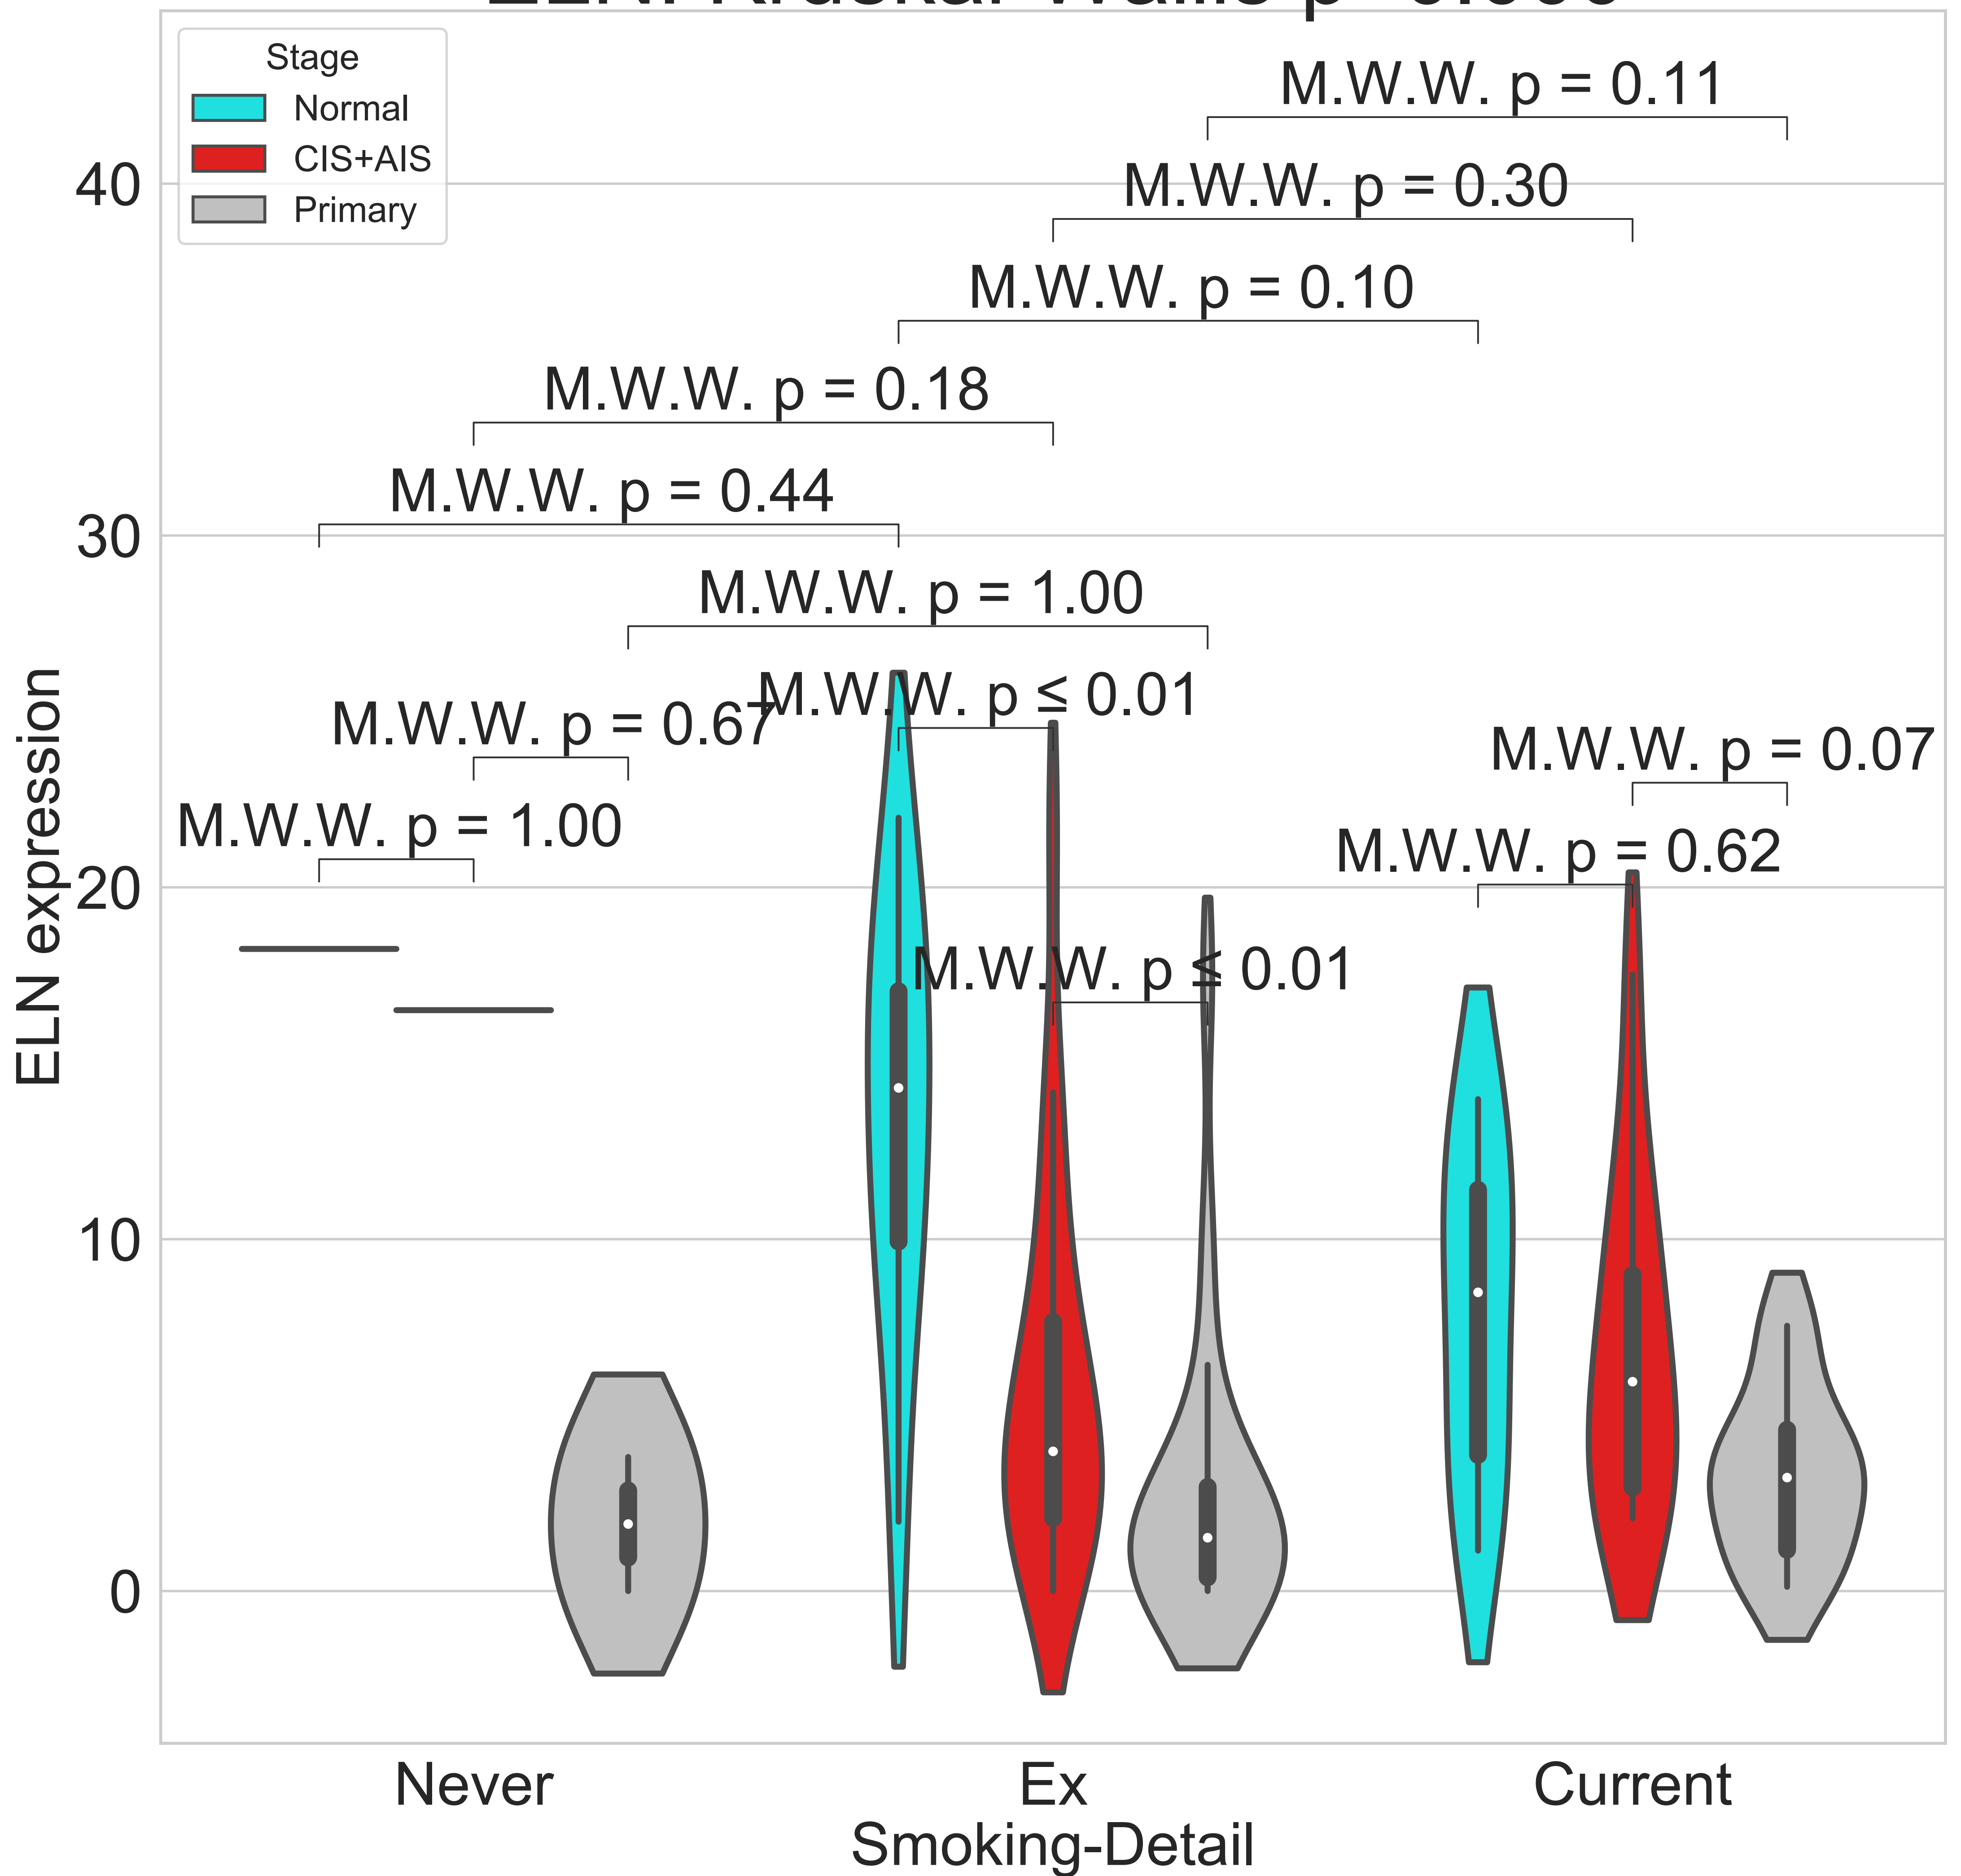 Stage
Normal
CIS+AIS
Primary
M.W.W. p = 0.11
M.W.W. p = 0.30
M.W.W. p = 0.10
M.W.W. p = 0.18
M.W.W. p = 0.44
M.W.W. p = 1.00
M.W.W. p ≤ 0.01
M.W.W. p = 0.67
M.W.W. p = 0.07
M.W.W. p = 1.00
M.W.W. p = 0.62
M.W.W. p ≤ 0.01
ELN expression
40
30
20
10
0
Never
Ex
Current
Smoking-Detail